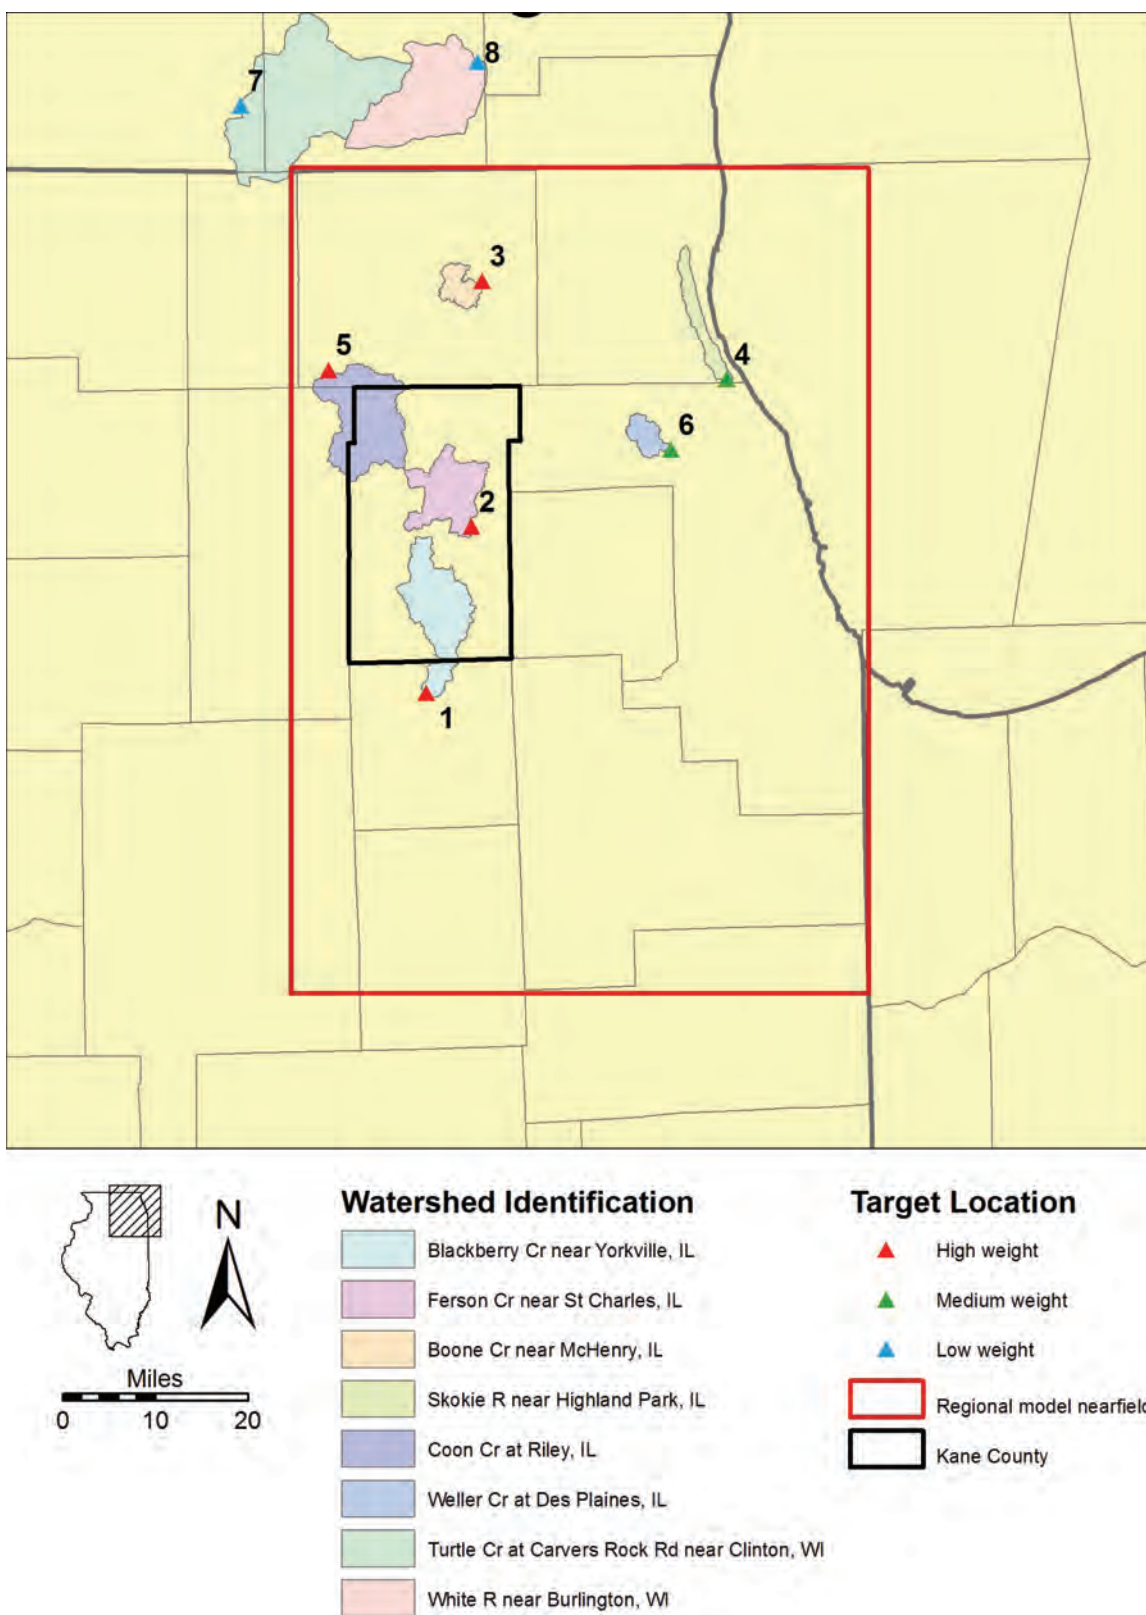 8
7
3
5
4
6
2
1
N
Miles
0 10 20
Watershed Identification
Blackberry Cr near Yorkville, IL
Ferson Cr near St Charles, IL
Boone Cr near McHenry, IL
Skokie R near Highland Park, IL
Coon Cr at Riley, IL
Weller Cr at Des Plaines, IL
Turtle Cr at Carvers Rock Rd near Clinton, WI
White R near Burlington, WI
Target Location
High weight
Medium weight
Low weight
Regional model nearfield
Kane County